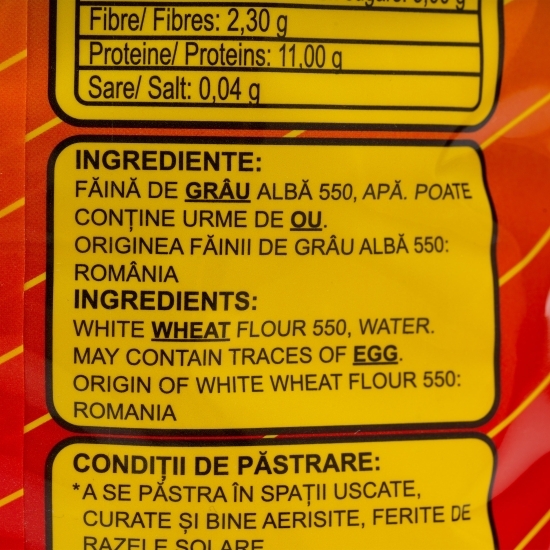 Fibre/ Fibres: 2,30 g
Proteine/ Proteins: 11,00 g
Sare/ Salt: 0,04 g
INGREDIENTE:
FĂINĂ DE GRÂU ALBĂ 550, APĂ. POATE
CONȚINE URME DE OU.
ORIGINEA FĂINII DE GRÂU ALBĂ 550:
ROMÂNIA
INGREDIENTS:
WHITE WHEAT FLOUR 550, WATER.
MAY CONTAIN TRACES OF EGG.
ORIGIN OF WHITE WHEAT FLOUR 550:
ROMANIA
CONDIȚII DE PĂSTRARE:
*A SE PĂSTRA ÎN SPAȚII USCATE,
CURATE ȘI BINE AERISITE, FERITE DE
RAZELE SOLARE